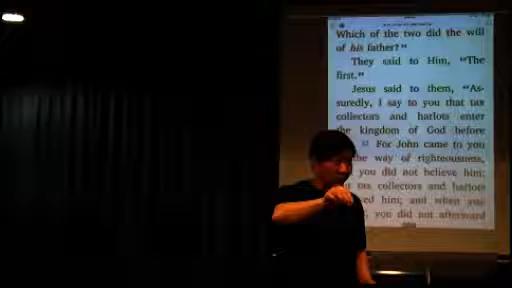 Which of the two did the will
of his father?"
They said to Him, "The
first."
Jesus said to them, "As-
suredly, I say to you that tax
collectors and harlots enter
the kingdom of God before
For John came to you
the way of righteousness,
you did not believe him;
tax collectors and harlots
him; and when you
, you did not afterward